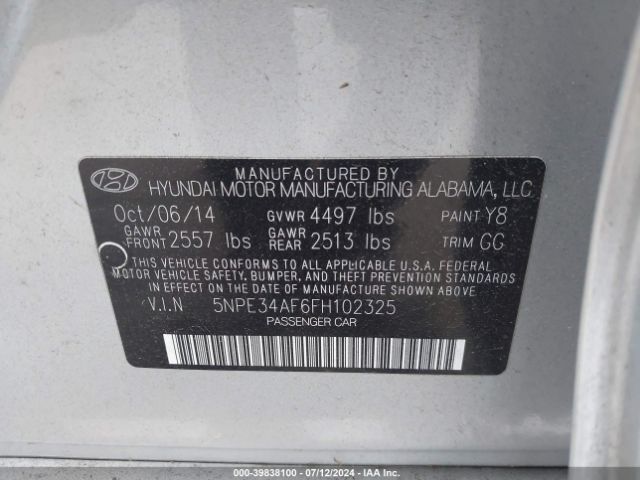 MANUFACTURED BY
HYUNDAI MOTOR MANUFACTURING ALABAMA, LLC
Oct/06/14 GVWR 4497 lbs PAINT Y8
GAWR FRONT 2557 lbs GAWR REAR 2513 lbs TRIM GG
THIS VEHICLE CONFORMS TO ALL APPLICABLE U.S.A. FEDERAL
MOTOR VEHICLE SAFETY, BUMPER, AND THEFT PREVENTION STANDARDS
IN EFFECT ON THE DATE OF MANUFACTURE SHOWN ABOVE.
V.I.N 5NPE34AF6FH102325
PASSENGER CAR
000-39838100 - 07/12/2024 - IAA Inc.